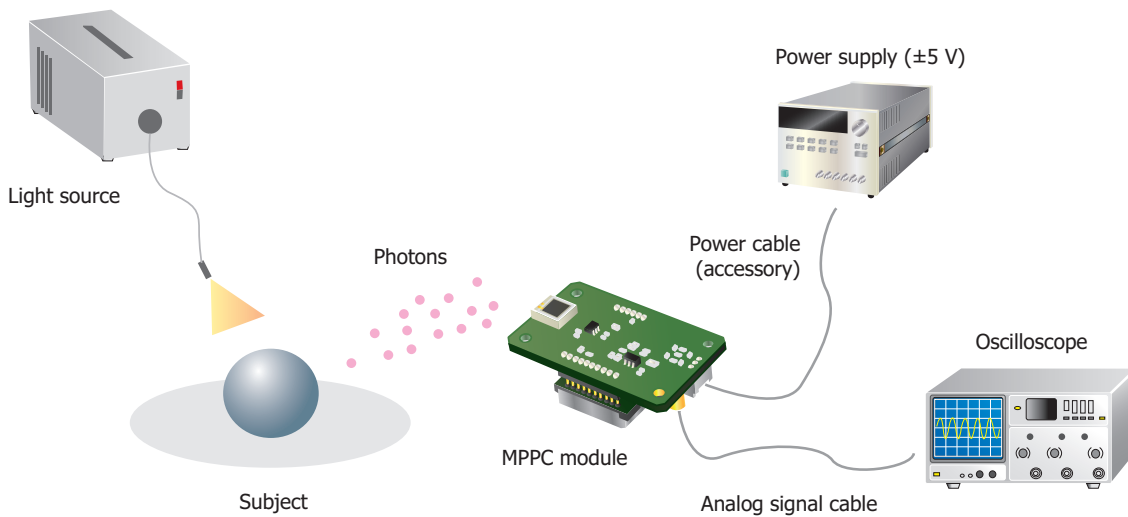 Power supply (±5 V)
Light source
Photons
Power cable
(accessory)
Oscilloscope
MPPC module
Subject
Analog signal cable